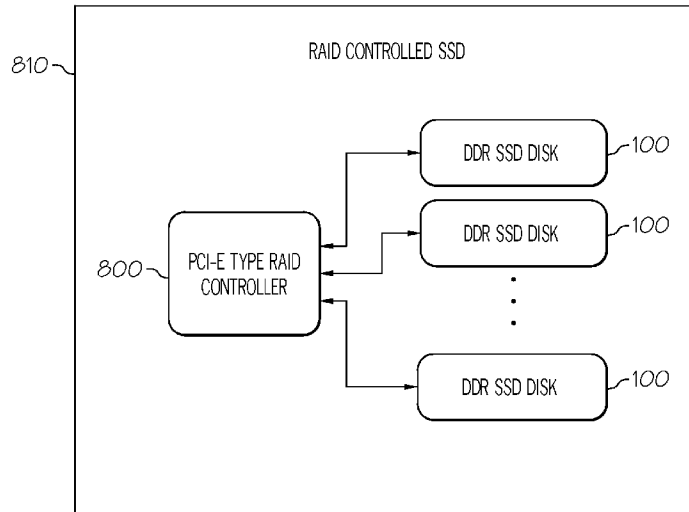 810
RAID CONTROLLED SSD
DDR SSD DISK
100
DDR SSD DISK
100
800
PCI-E TYPE RAID
CONTROLLER
DDR SSD DISK
100